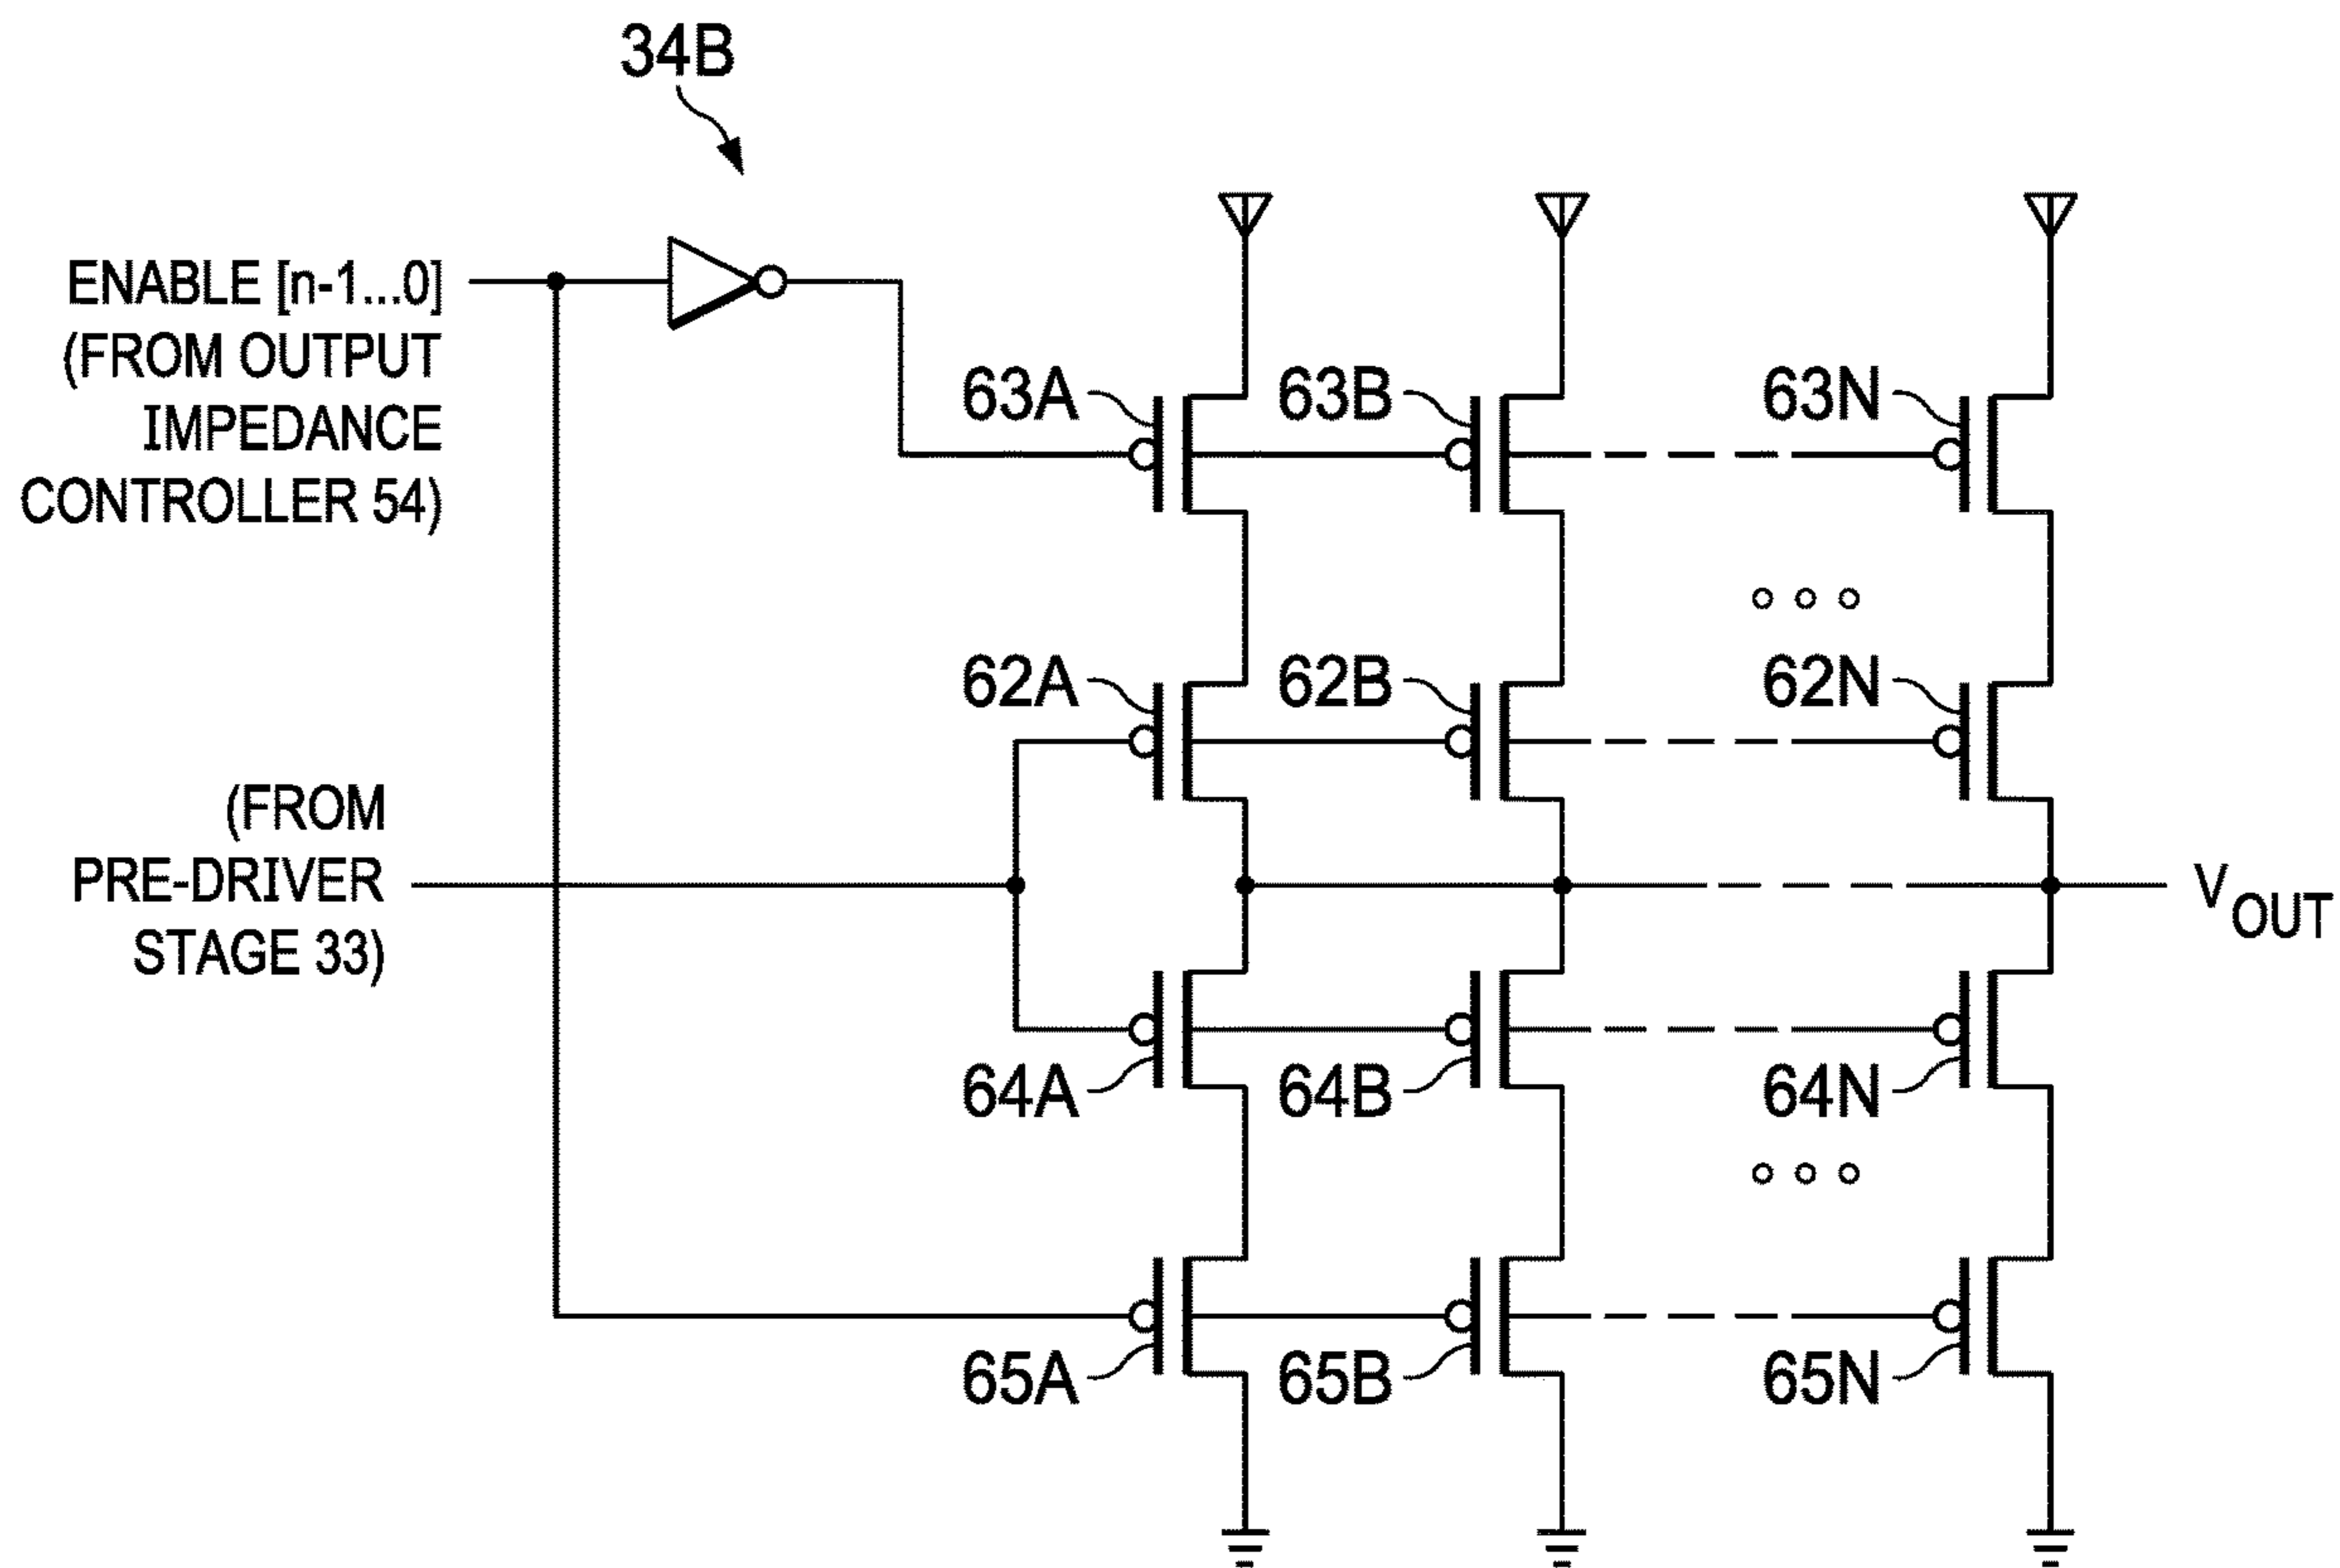 34B
ENABLE [n-1...0]
(FROM OUTPUT
IMPEDANCE
CONTROLLER 54)
63A 63B 63N
62A 62B 62N
(FROM
PRE-DRIVER
STAGE 33)
VOUT
64A 64B 64N
65A 65B 65N